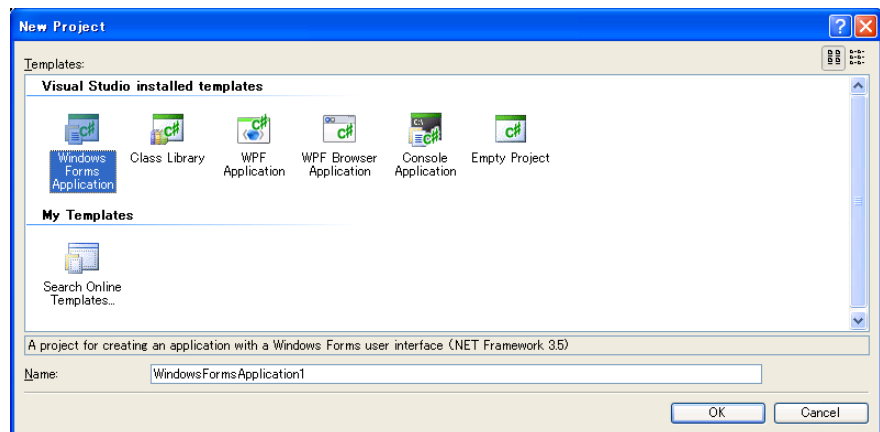 New Project
Templates:
Visual Studio installed templates
Windows Forms Application
Class Library
WPF Application
WPF Browser Application
Console Application
Empty Project
My Templates
Search Online Templates...
A project for creating an application with a Windows Forms user interface (.NET Framework 3.5)
Name:
WindowsFormsApplication1
OK
Cancel